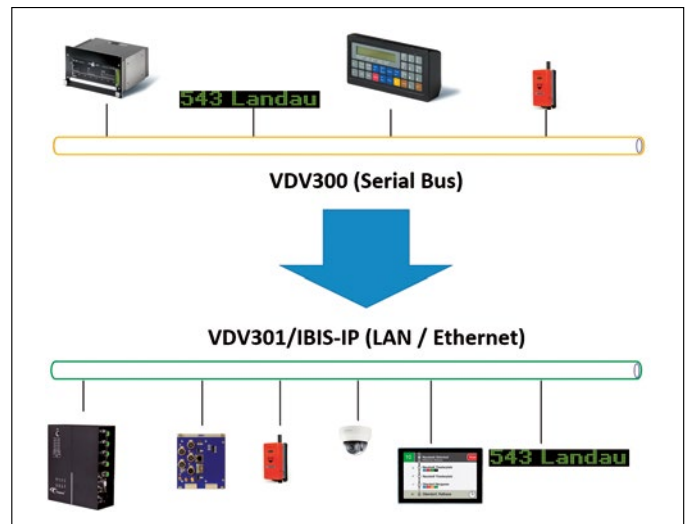 543 Landau
VDV300 (Serial Bus)
VDV301/IBIS-IP (LAN / Ethernet)
543 Landau